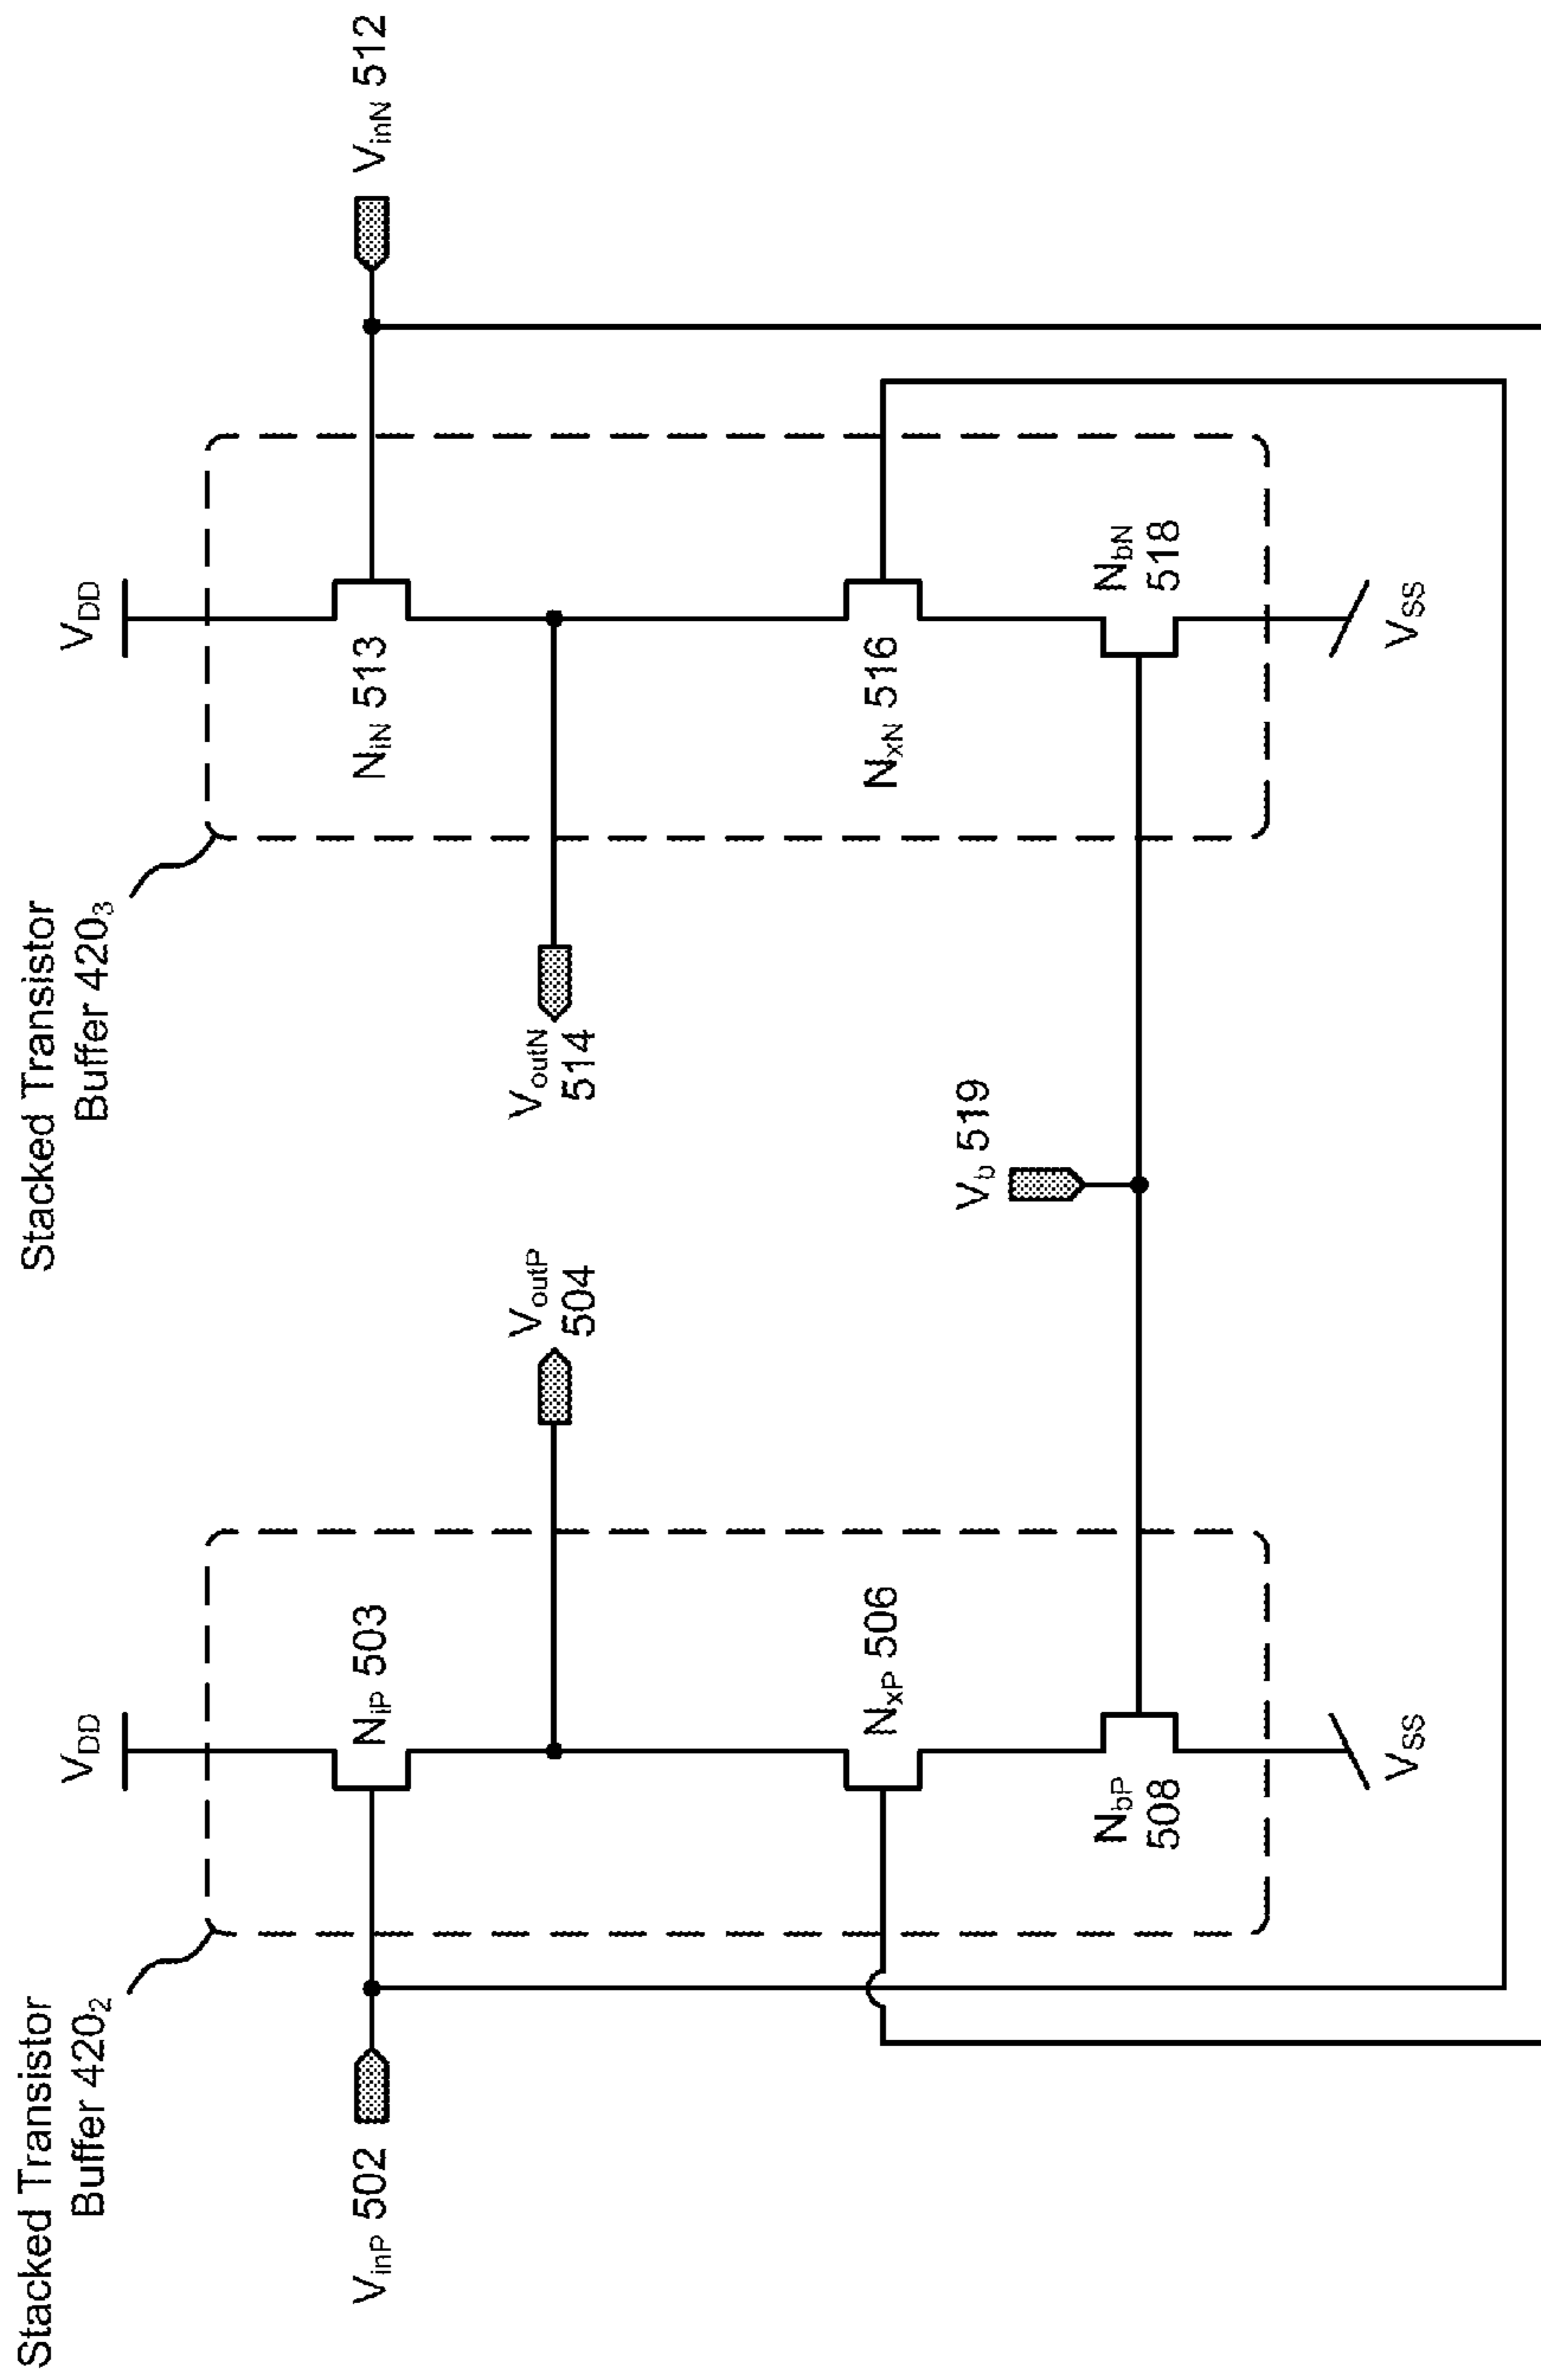 Stacked Transistor
Buffer 420₂
Stacked Transistor
Buffer 420₃
V_DD
V_DD
V_inP 502
N_iP 503
N_iN 513
V_inN 512
V_outP
504
V_outN
514
N_xP 506
N_xN 516
V_b 519
N_bP
508
N_bN
518
V_SS
V_SS